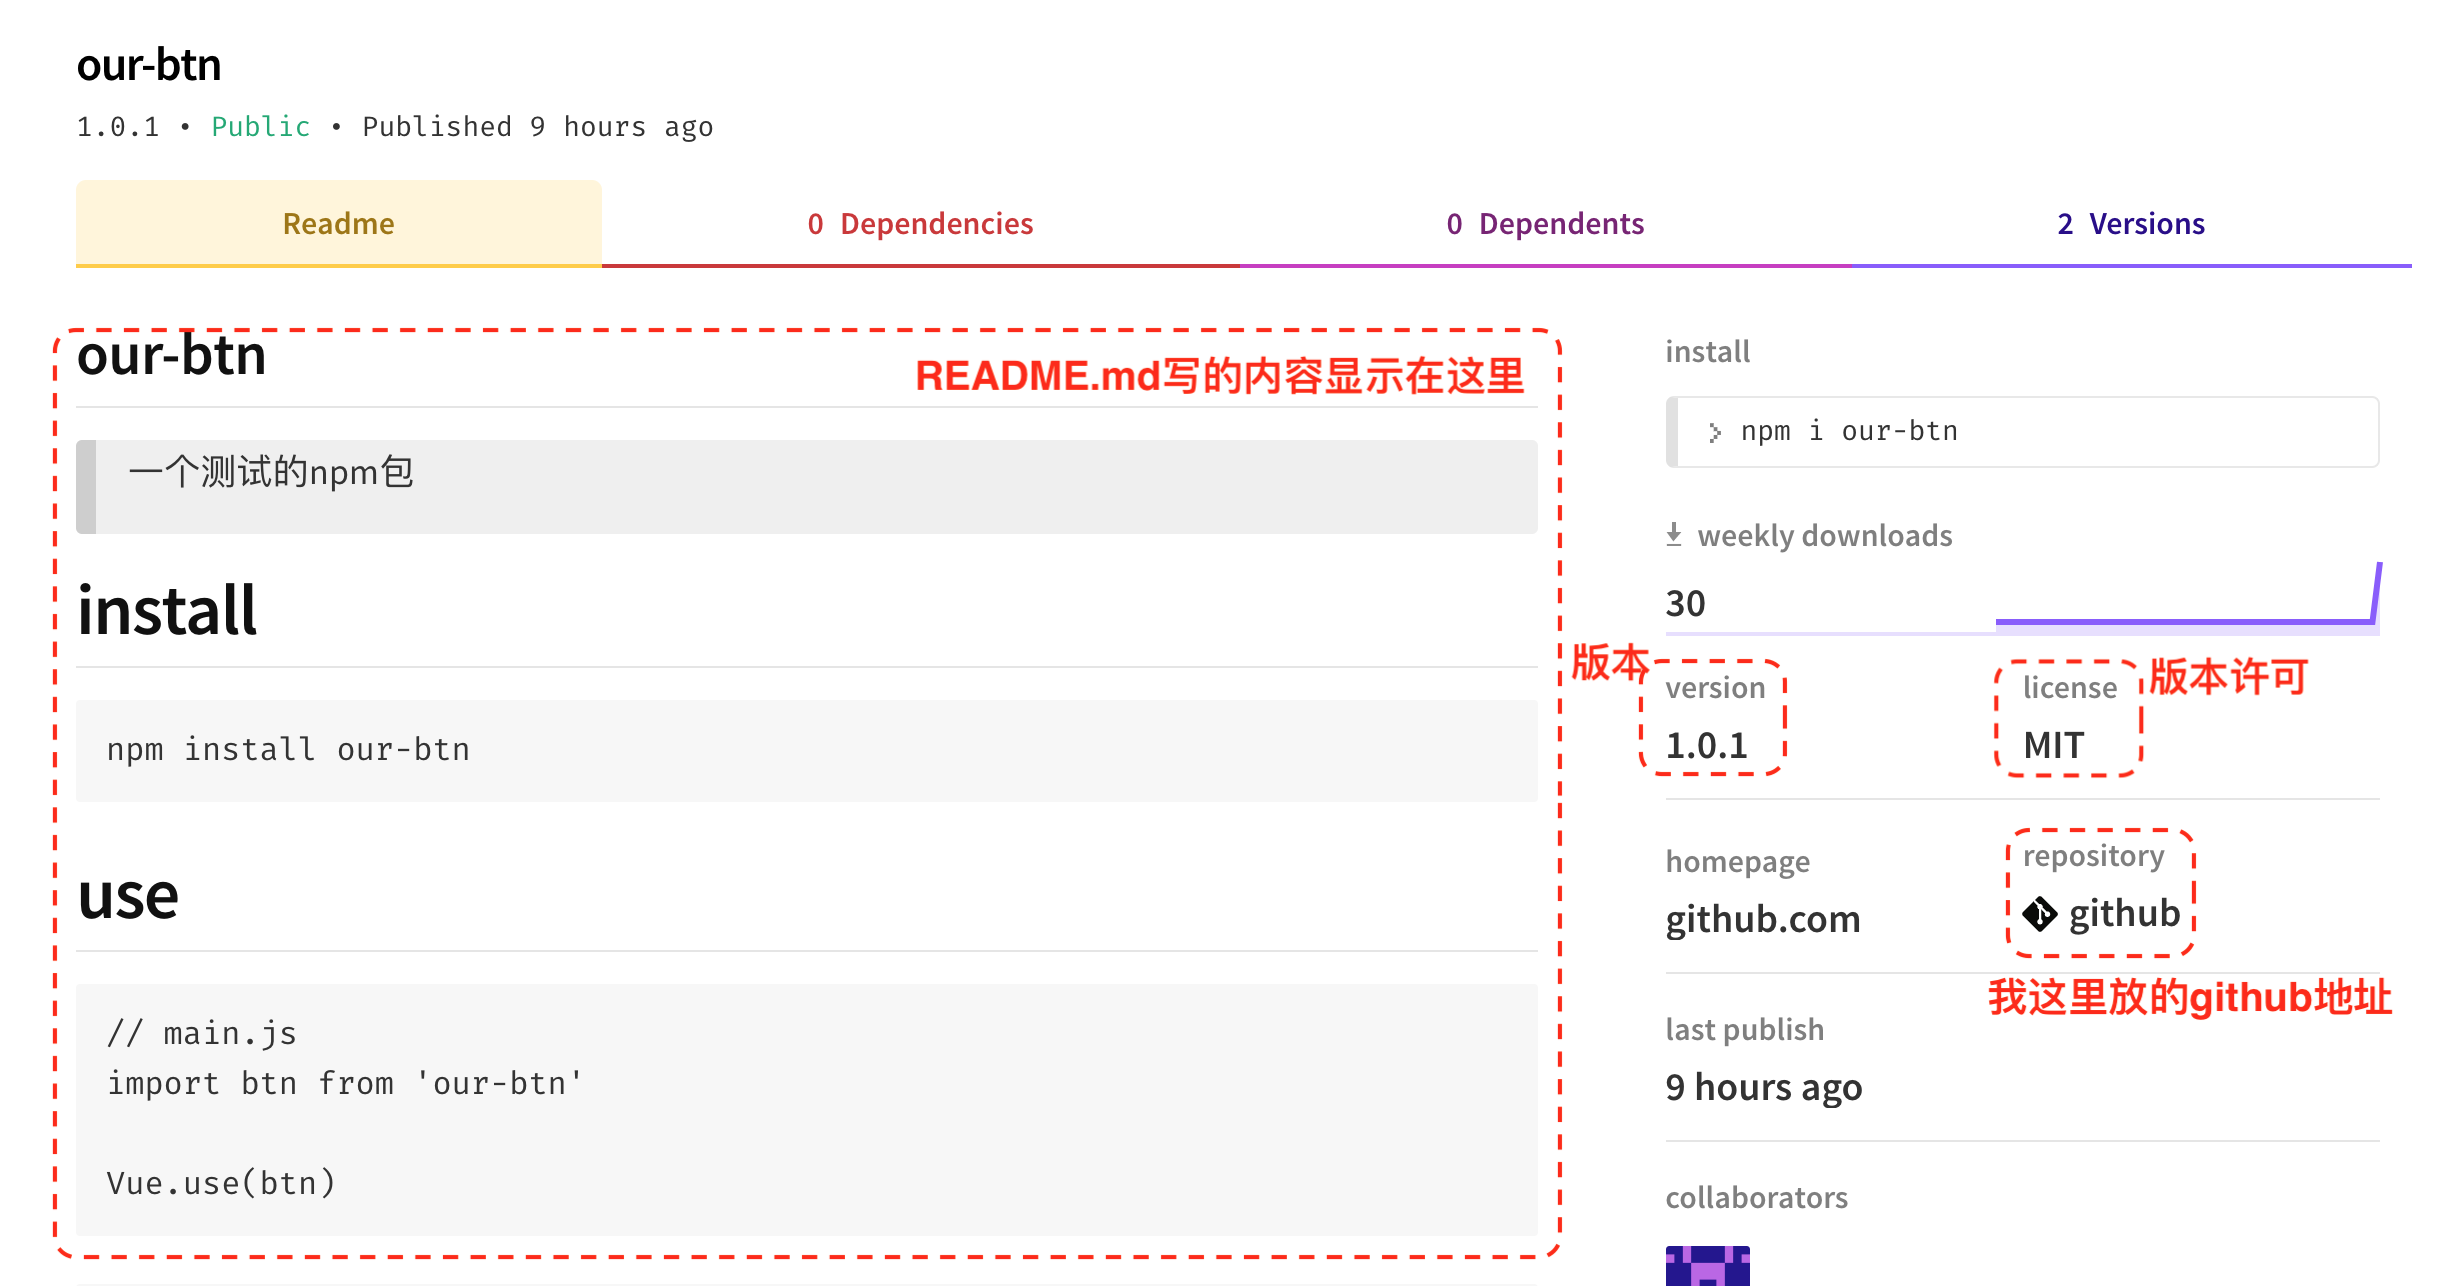 our-btn
1.0.1 • Public • Published 9 hours ago
Readme
0 Dependencies
0 Dependents
2 Versions
our-btn
README.md写的内容显示在这里
一个测试的npm包
install
npm install our-btn
use
// main.js
import btn from 'our-btn'
Vue.use(btn)
install
npm i our-btn
weekly downloads
30
版本
version
1.0.1
license
MIT
版本许可
homepage
github.com
repository
github
我这里放的github地址
last publish
9 hours ago
collaborators